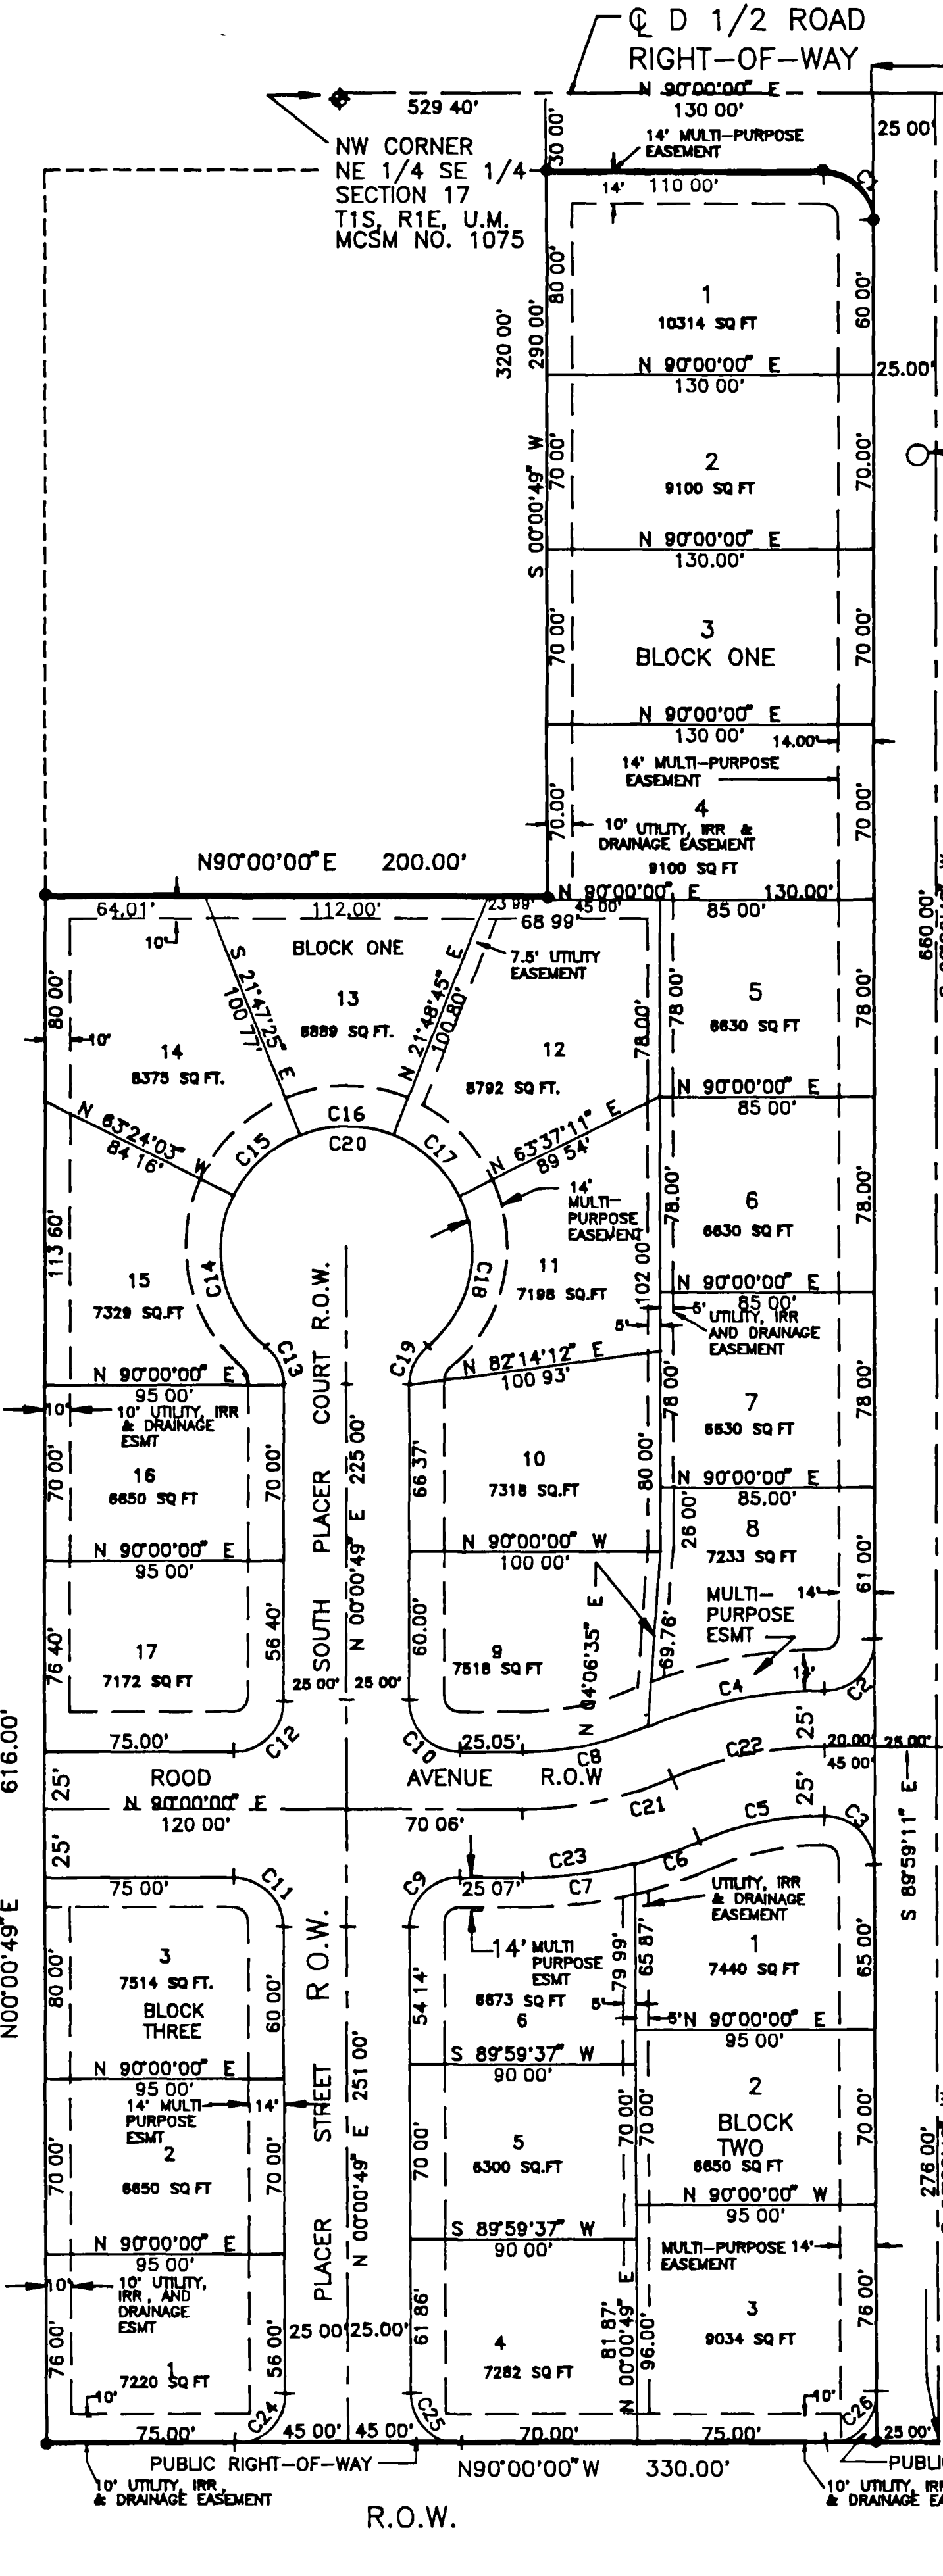 ℄ D 1/2 ROAD
RIGHT-OF-WAY
N 90°00'00" E
529 40'
130 00'
25 00'
30 00'
14' MULTI-PURPOSE
EASEMENT
NW CORNER
NE 1/4 SE 1/4
SECTION 17
T1S, R1E, U.M.
MCSM NO. 1075
14'
110 00'
C1
80 00'
1
10314 SQ FT
60 00'
320 00'
290 00'
N 90°00'00" E
130 00'
25.00'
S 00°00'49" W
70 00'
2
9100 SQ FT
70.00'
N 90°00'00" E
130.00'
70 00'
3
BLOCK ONE
70 00'
N 90°00'00" E
130 00'
14.00'
14' MULTI-PURPOSE
EASEMENT
70.00'
4
10' UTILITY, IRR &
DRAINAGE EASEMENT
9100 SQ FT
70 00'
660 00'
N90°00'00"E 200.00'
N 90°00'00" E 130.00'
64.01'
112.00'
23 99'
45 00'
85 00'
68 99'
10'
BLOCK ONE
7.5' UTILITY
EASEMENT
80 00'
S 21°47'25" E
100 77'
13
6889 SQ FT.
N 21°48'45" E
100.80'
78.00'
78 00'
5
6630 SQ FT
78 00'
10'
14
8375 SQ FT.
12
8792 SQ FT.
N 90°00'00" E
85 00'
N 63°24'03" W
84 16'
C15
C16
C20
C17
N 63°37'11" E
89 54'
14'
MULTI-
PURPOSE
EASEMENT
78.00'
6
6630 SQ FT
78.00'
113 60'
15
7329 SQ.FT
C14
C18
11
7198 SQ.FT
102 00'
N 90°00'00" E
85 00'
5'
5'
UTILITY, IRR
AND DRAINAGE
EASEMENT
C13
C19
N 82°14'12" E
100 93'
N 90°00'00" E
95 00'
10'
10' UTILITY, IRR
& DRAINAGE
ESMT
SOUTH PLACER COURT R.O.W.
N 00°00'49" E 225 00'
78 00'
7
6630 SQ FT
78 00'
70 00'
16
6650 SQ FT
70 00'
66 37'
10
7318 SQ.FT
80 00'
N 90°00'00" E
85.00'
26 00'
8
7233 SQ FT
61 00'
N 90°00'00" E
95 00'
N 90°00'00" W
100 00'
MULTI-
PURPOSE
ESMT
14'
76 40'
17
7172 SQ FT
56 40'
60.00'
9
7518 SQ.FT
N 04°06'35" E
69.76'
14'
25 00'
25 00'
C4
C2
75.00'
C12
C10
25.05'
C8
25'
20.00'
25 00'
45 00'
C22
616.00'
25'
ROOD
AVENUE R.O.W
N 90°00'00" E
120 00'
70 06'
C21
25'
C5
C3
25'
S 89°59'11" E
75 00'
C11
C9
25 07'
C23
C7
C6
N00°00'49"E
UTILITY, IRR
& DRAINAGE
EASEMENT
80 00'
3
7514 SQ FT.
BLOCK
THREE
60 00'
14' MULTI
PURPOSE
ESMT
6673 SQ FT
6
54 14'
79 99'
65 87'
1
7440 SQ FT
65 00'
5'
5'
N 90°00'00" E
95 00'
S 89°59'37" W
90 00'
N 90°00'00" E
95 00'
14' MULTI
PURPOSE
ESMT
14'
PLACER STREET R O.W.
N 00°00'49" E 251 00'
70 00'
2
6650 SQ FT
70 00'
70 00'
5
6300 SQ.FT
70 00'
70 00'
2
BLOCK
TWO
6650 SQ FT
70 00'
276 00'
N 90°00'00" W
95 00'
S 89°59'37" W
90 00'
N 90°00'00" E
95 00'
MULTI-PURPOSE 14'
EASEMENT
10'
10' UTILITY,
IRR, AND
DRAINAGE
ESMT
76 00'
1
7220 SQ FT
56 00'
25 00'
25.00'
61 86'
4
7282 SQ FT
81 87'
N 00°00'49" E
96.00'
3
9034 SQ FT
76 00'
10'
10'
75.00'
C24
45 00'
45 00'
C25
70.00'
75.00'
C26
25 00'
PUBLIC RIGHT-OF-WAY
N90°00'00"W 330.00'
10' UTILITY, IRR,
& DRAINAGE EASEMENT
R.O.W.